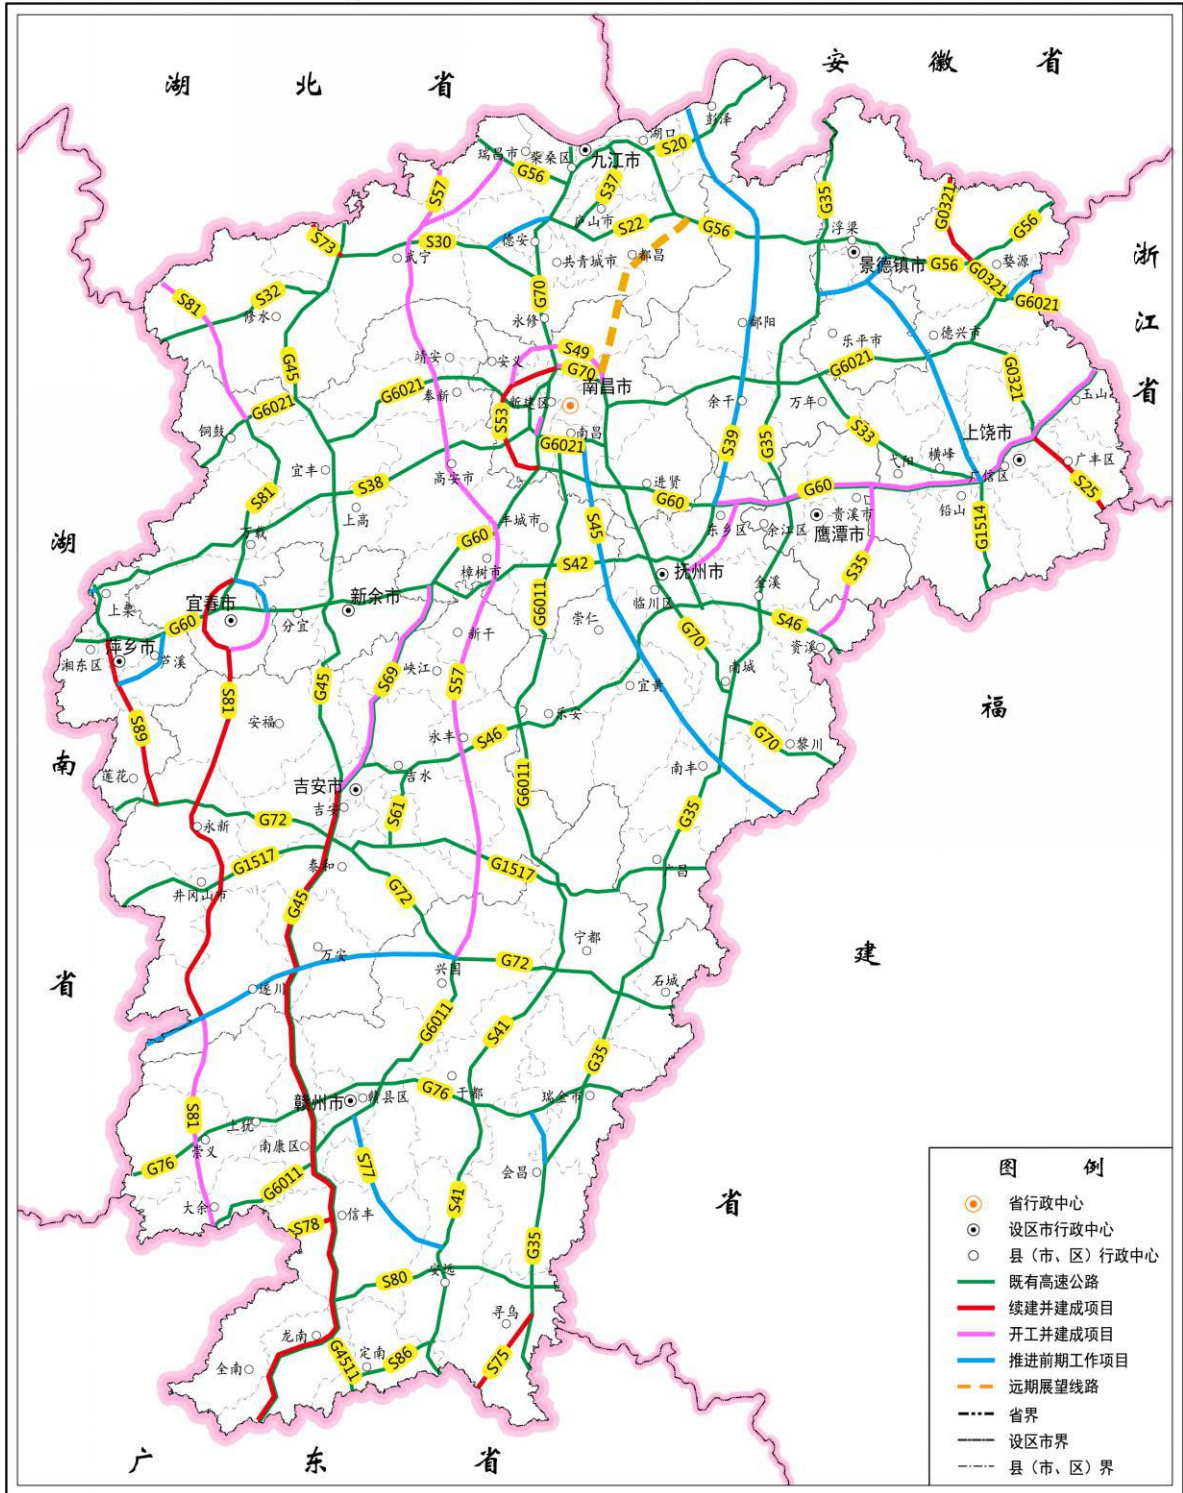 湖 北 省
安 徽 省
彭泽
湖口
S20
瑞昌市
柴桑区
九江市
G56
S57
S37
G35
G0321
庐山市
S22
G56
G56
S73
S30
德安
浮梁
武宁
都昌
共青城市
景德镇市
G56
G0321
婺源
浙
江
省
S81
S32
G70
G6021
修水
永修
鄱阳
乐平市
德兴市
S49
靖安
安义
G6021
G45
G70
G0321
南昌市
奉新
G6021
新建区
余干
万年
玉山
G6021
S53
南昌
S39
G35
S33
上饶市
铜鼓
G6021
宜丰
高安市
弋阳
横峰
广信区
广丰区
S38
进贤
G60
G60
S25
S81
上高
丰城市
S45
东乡区
余江区
贵溪市
铅山
鹰潭市
G1514
湖
万载
G60
樟树市
S42
抚州市
S35
金溪
上栗
宜春市
新余市
G6011
临川区
分宜
崇仁
G60
新干
S46
萍乡市
湘东区
芦溪
G70
资溪
峡江
S69
S57
南城
宜黄
S81
G45
福
S89
安福
乐安
永丰
S46
G70
黎川
南
莲花
吉水
南丰
吉安市
G6011
吉安
S61
G35
永新
G72
G1517
泰和
G1517
广昌
井冈山市
G72
G45
宁都
万安
建
G72
兴国
省
遂川
石城
G6011
S41
G35
于都
G76
瑞金市
赣州市
赣县区
S81
上犹
崇义
南康区
S77
G76
G6011
会昌
大余
S41
S78
信丰
省
G35
S80
安远
寻乌
龙南
G4511
定南
S86
全南
S75
广 东 省
图 例
省行政中心
设区市行政中心
县（市、区）行政中心
既有高速公路
续建并建成项目
开工并建成项目
推进前期工作项目
远期展望线路
省界
设区市界
县（市、区）界